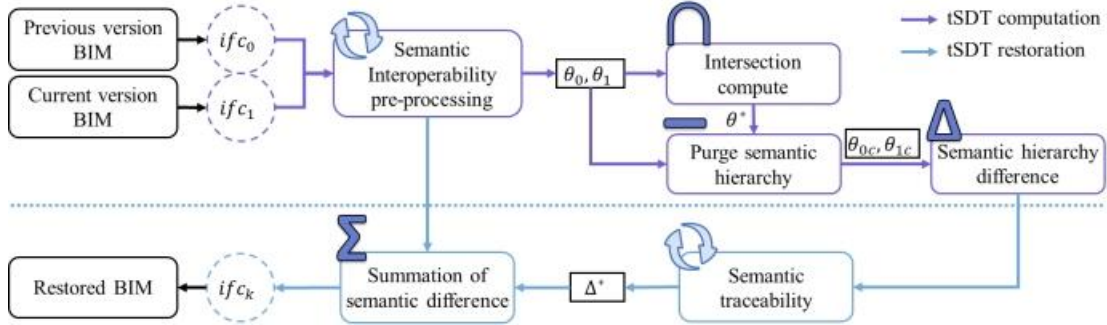 Previous version
BIM
ifc₀
Current version
BIM
ifc₁
Semantic
Interoperability
pre-processing
θ₀, θ₁
∩
Intersection
compute
θ*
−
Purge semantic
hierarchy
θ₀c, θ₁c
Δ
Semantic hierarchy
difference
tSDT computation
tSDT restoration
Restored BIM
ifcₖ
Σ
Summation of
semantic difference
Δ*
Semantic
traceability